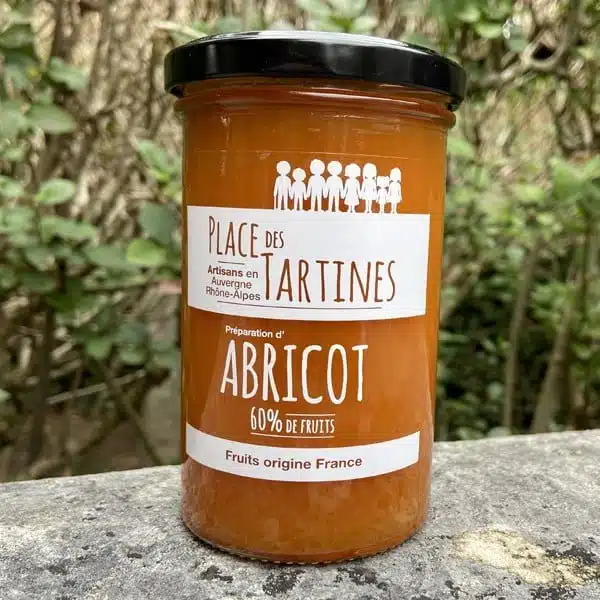 PLACE DES
Artisans en
Auvergne
Rhône-Alpes
TARTINES
Préparation d'
ABRICOT
60% DE FRUITS
Fruits origine France